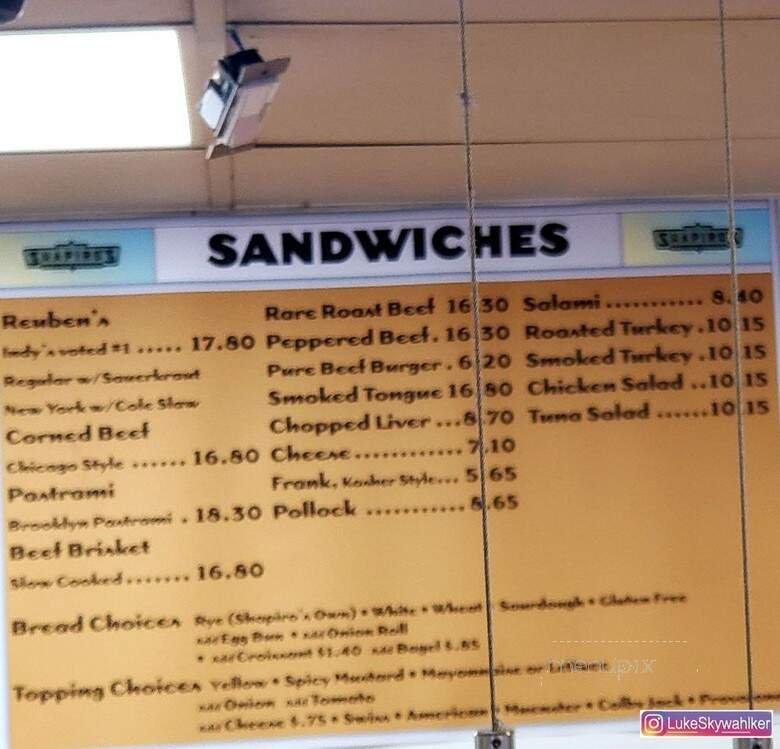 SHAPIRO'S
SANDWICHES
SHAPIRO'S
Reuben's
Indy's voted #1 ..... 17.80
Regular w/Sauerkraut
New York w/Cole Slaw
Corned Beef
Chicago Style ...... 16.80
Pastrami
Brooklyn Pastrami . 18.30
Beef Brisket
Slow Cooked ....... 16.80
Rare Roast Beef 16.30
Peppered Beef . 16.30
Pure Beef Burger . 6.20
Smoked Tongue 16.80
Chopped Liver ...8.70
Cheese ............ 7.10
Frank, Kosher Style... 5.65
Pollock ........... 8.65
Salami ........... 8.40
Roasted Turkey .10.15
Smoked Turkey .10.15
Chicken Salad ..10.15
Tuna Salad ......10.15
Bread Choices Rye (Shapiro's Own) • White • Wheat • Sourdough • Gluten Free
Egg Bun • Onion Roll
• Croissant $1.40 Bagel $.85
Topping Choices Yellow • Spicy Mustard • Mayonnaise or
Onion Tomato
Cheese $.75 • Swiss • American • Muenster • Colby Jack • Provolone
menupix
LukeSkywahlker